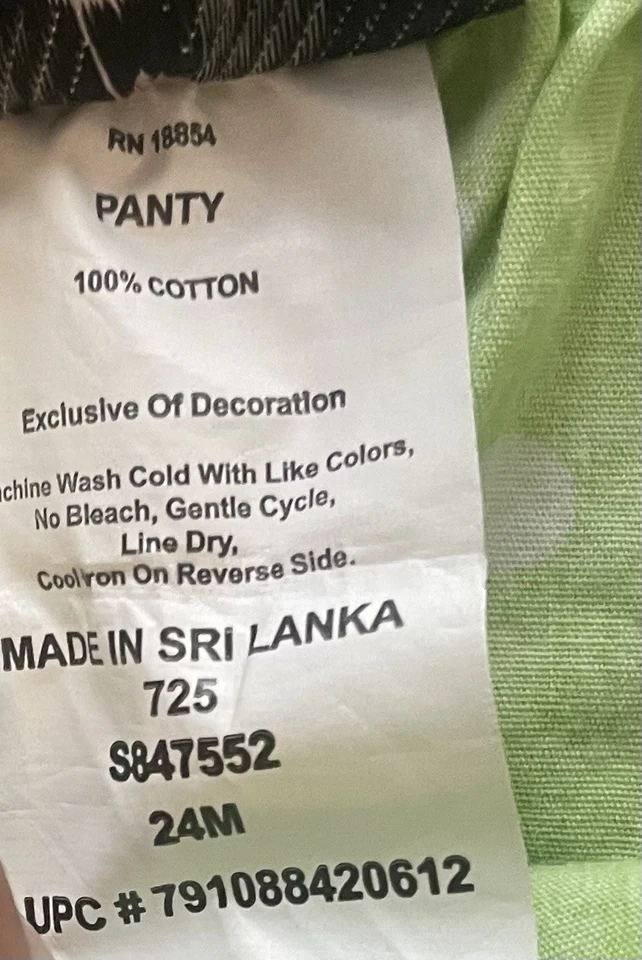 RN 18854
PANTY
100% COTTON
Exclusive Of Decoration
chine Wash Cold With Like Colors,
No Bleach, Gentle Cycle,
Line Dry,
Cool Iron On Reverse Side.
MADE IN SRI LANKA
725
S847552
24M
UPC # 791088420612